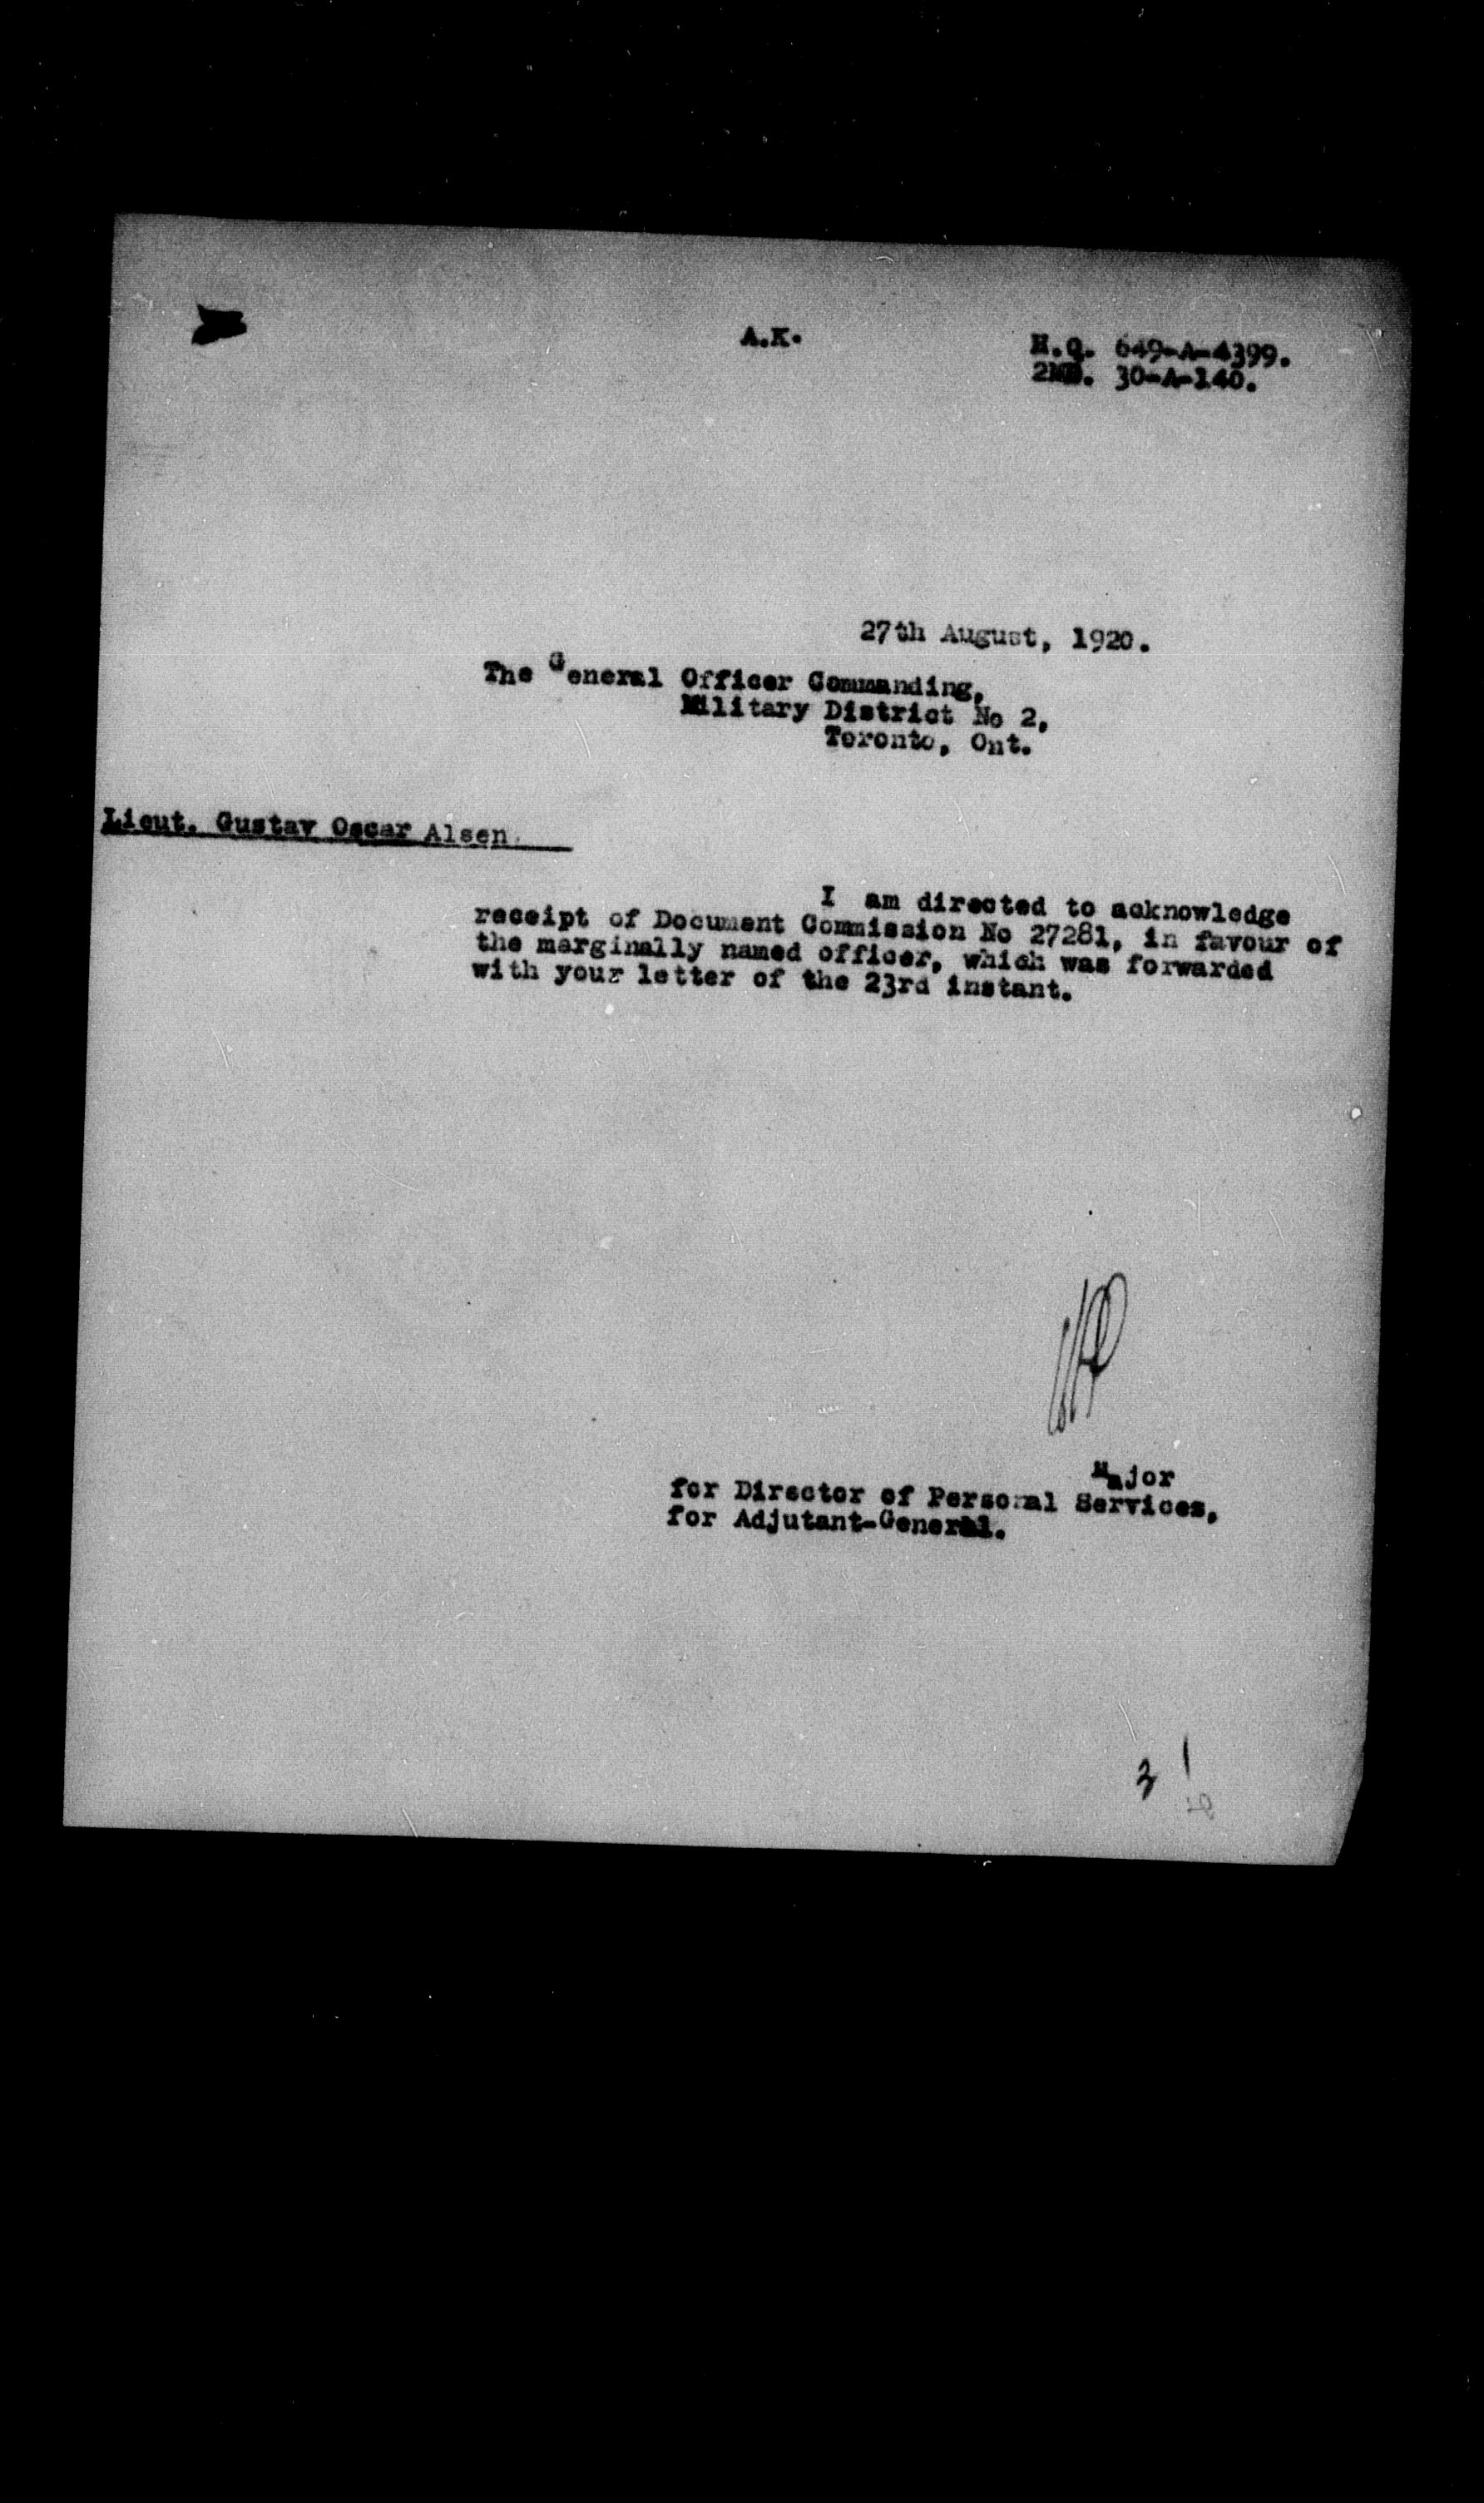 A.K.
H.Q. 649-A-4399.
2MD. 30-A-140.
27th August, 1920.
The General Officer Commanding,
Military District No 2,
Toronto, Ont.
Lieut. Gustav Oscar Alsen.
I am directed to acknowledge
receipt of Document Commission No 27281, in favour of
the marginally named officer, which was forwarded
with your letter of the 23rd instant.
Major
for Director of Personal Services,
for Adjutant-General.
3 1